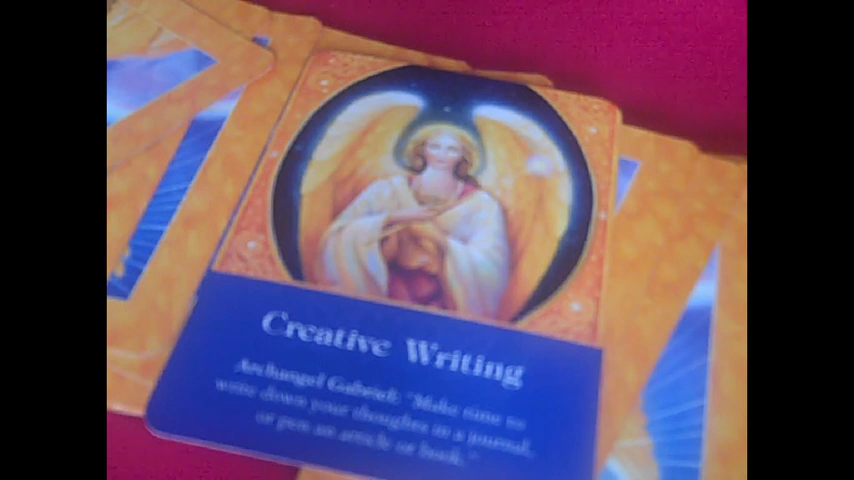 Creative Writing
Archangel Gabriel: "Make time to
write down your thoughts in a journal,
or pen an article or book."